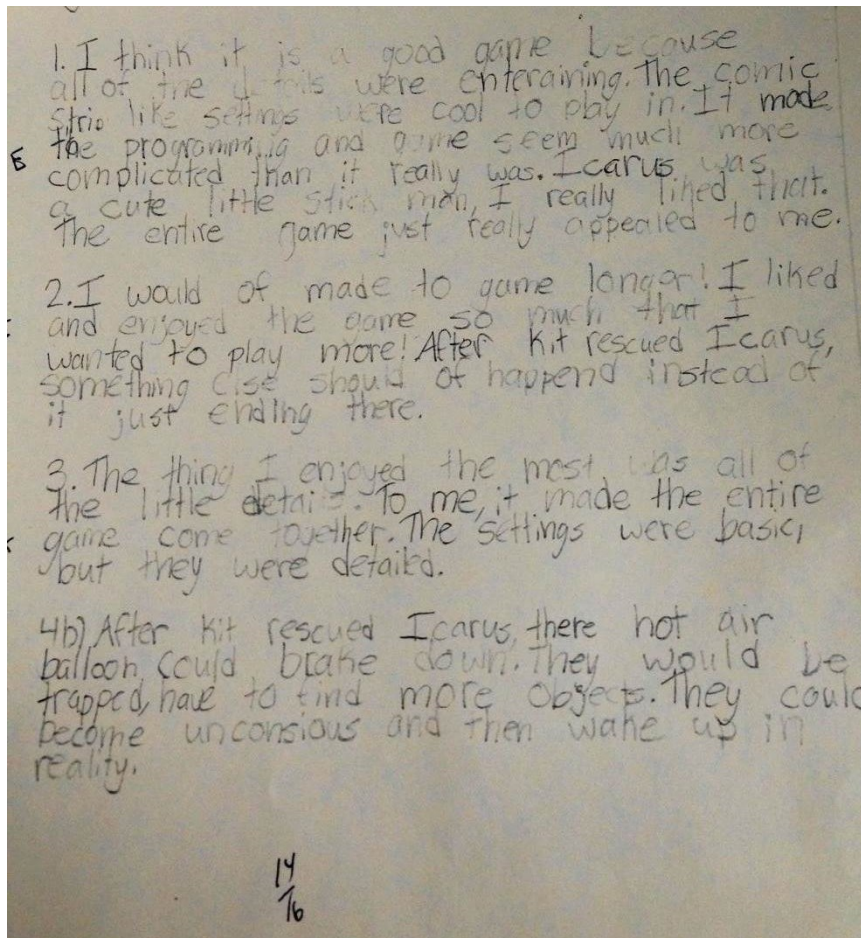 1. I think it is a good game because
all of the details were enteraining. The comic
strip like settings were cool to play in. It made
the programming and game seem much more
complicated than it really was. Icarus was
a cute little stick man, I really liked that.
The entire game just really appealed to me.
2. I would of made to game longer! I liked
and enjoyed the game so much that I
wanted to play more! After Kit rescued Icarus,
something else should of happend instead of
it just ending there.
3. The thing I enjoyed the most was all of
the little details. To me, it made the entire
game come together. The settings were basic,
but they were detailed.
4b) After Kit rescued Icarus, there hot air
balloon could brake down. They would be
trapped, have to find more objects. They could
become unconsious and then wake up in
reality.
14
16